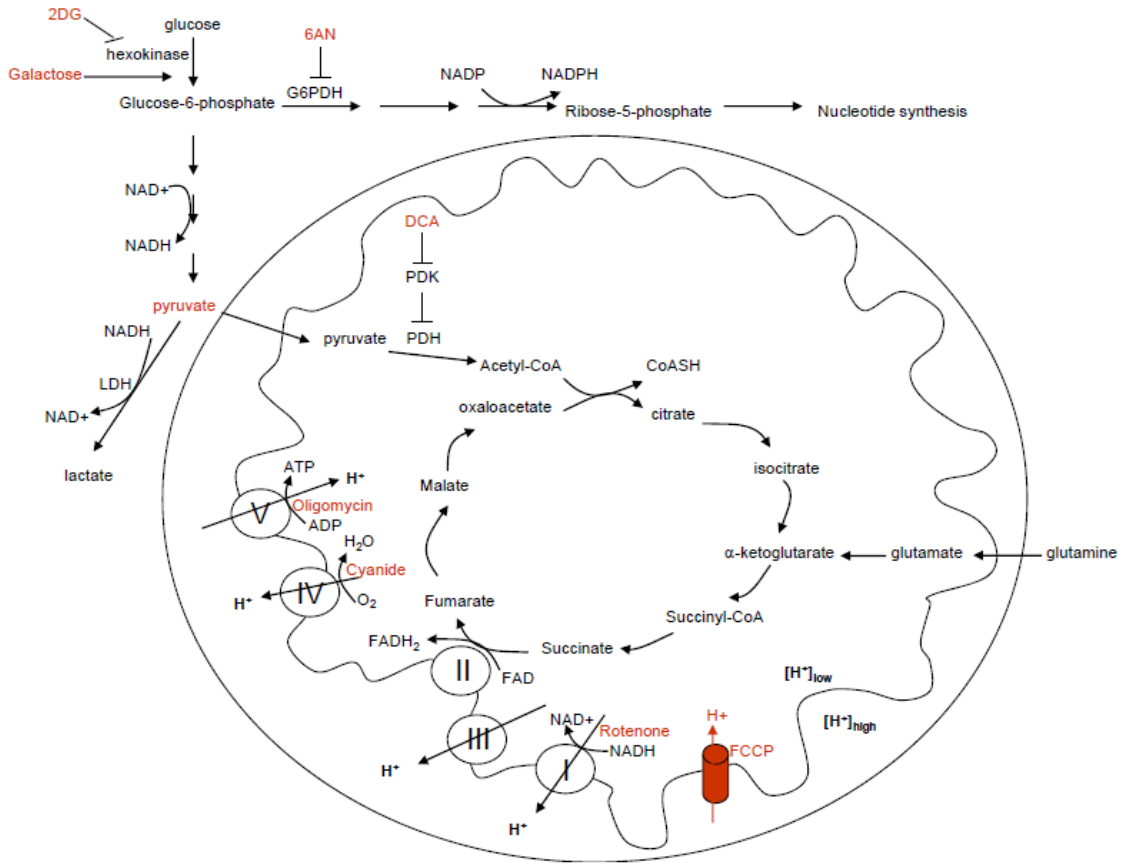 2DG
glucose
hexokinase
6AN
Galactose
NADP
NADPH
Glucose-6-phosphate
G6PDH
Ribose-5-phosphate
Nucleotide synthesis
NAD+
NADH
DCA
PDK
pyruvate
NADH
pyruvate
PDH
Acetyl-CoA
CoASH
LDH
NAD+
oxaloacetate
citrate
lactate
ATP
H+
isocitrate
Malate
V
Oligomycin
ADP
H2O
Cyanide
α-ketoglutarate
glutamate
glutamine
IV
H+
O2
Fumarate
Succinyl-CoA
FADH2
Succinate
II
FAD
[H+]low
[H+]high
III
NAD+
Rotenone
NADH
H+
FCCP
H+
I
H+